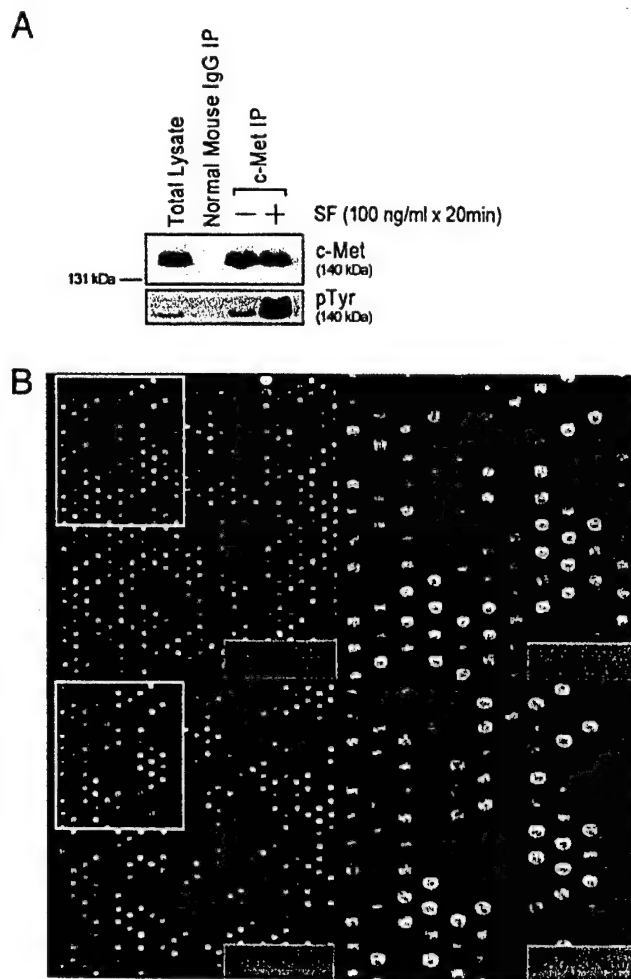 A
Total Lysate
Normal Mouse IgG IP
c-Met IP
− +
SF (100 ng/ml x 20min)
c-Met
(140 kDa)
131 kDa
pTyr
(140 kDa)
B